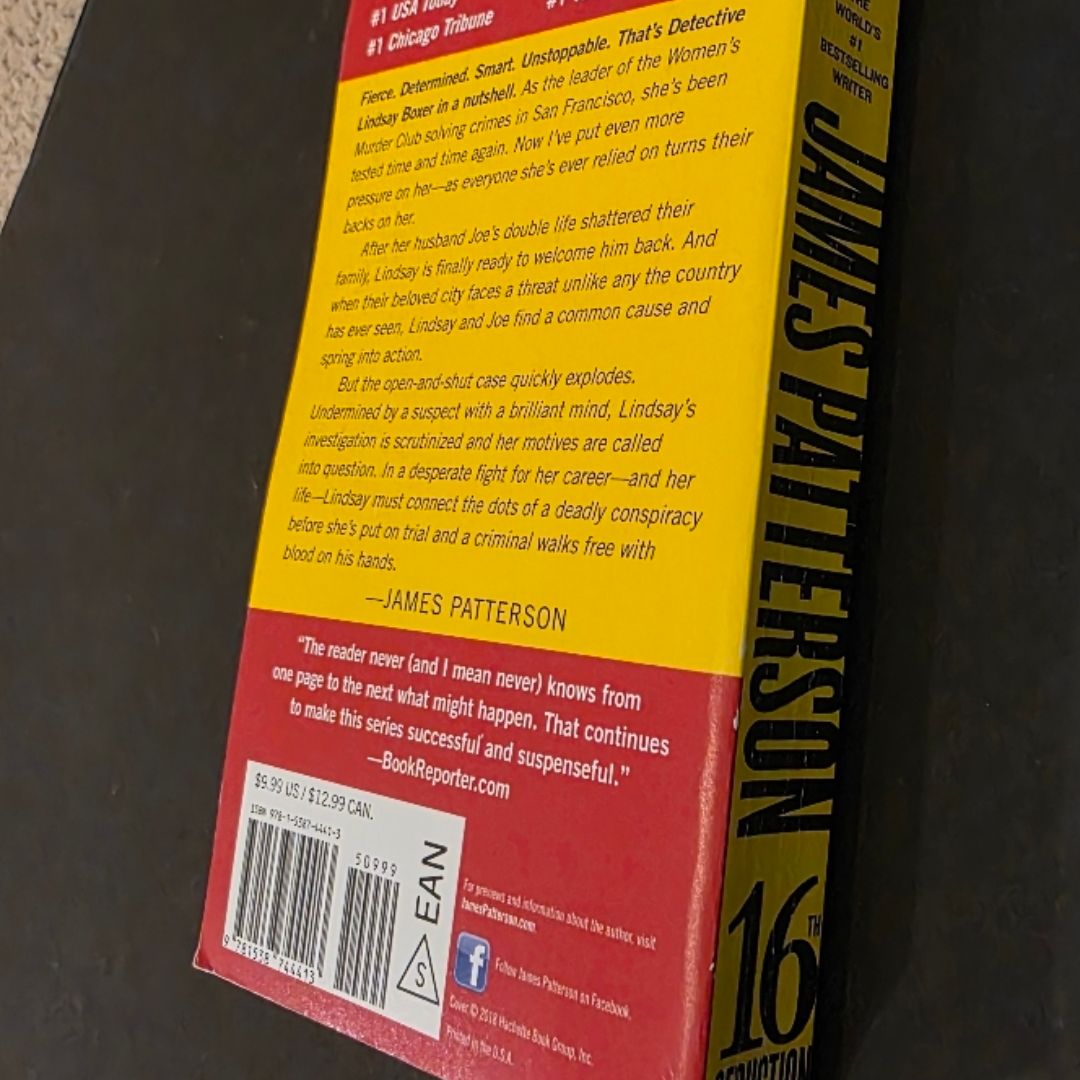 #1 USA Today
#1 Chicago Tribune
Fierce. Determined. Smart. Unstoppable. That's Detective
Lindsay Boxer in a nutshell. As the leader of the Women's
Murder Club solving crimes in San Francisco, she's been
tested time and time again. Now I've put even more
pressure on her—as everyone she's ever relied on turns their
backs on her.
After her husband Joe's double life shattered their
family, Lindsay is finally ready to welcome him back. And
when their beloved city faces a threat unlike any the country
has ever seen, Lindsay and Joe find a common cause and
spring into action.
But the open-and-shut case quickly explodes.
Undermined by a suspect with a brilliant mind, Lindsay's
investigation is scrutinized and her motives are called
into question. In a desperate fight for her career—and her
life—Lindsay must connect the dots of a deadly conspiracy
before she's put on trial and a criminal walks free with
blood on his hands.
—JAMES PATTERSON
"The reader never (and I mean never) knows from
one page to the next what might happen. That continues
to make this series successful and suspenseful."
—BookReporter.com
$9.99 US / $12.99 CAN.
ISBN 978-1-5387-4441-3
50999
9 781538 744413
EAN
S
For previews and information about the author, visit
JamesPatterson.com.
f
Follow James Patterson on Facebook.
Cover © 2018 Hachette Book Group, Inc.
Printed in the U.S.A.
THE
WORLD'S
#1
BESTSELLING
WRITER
JAMES PATTERSON
16TH
SEDUCTION